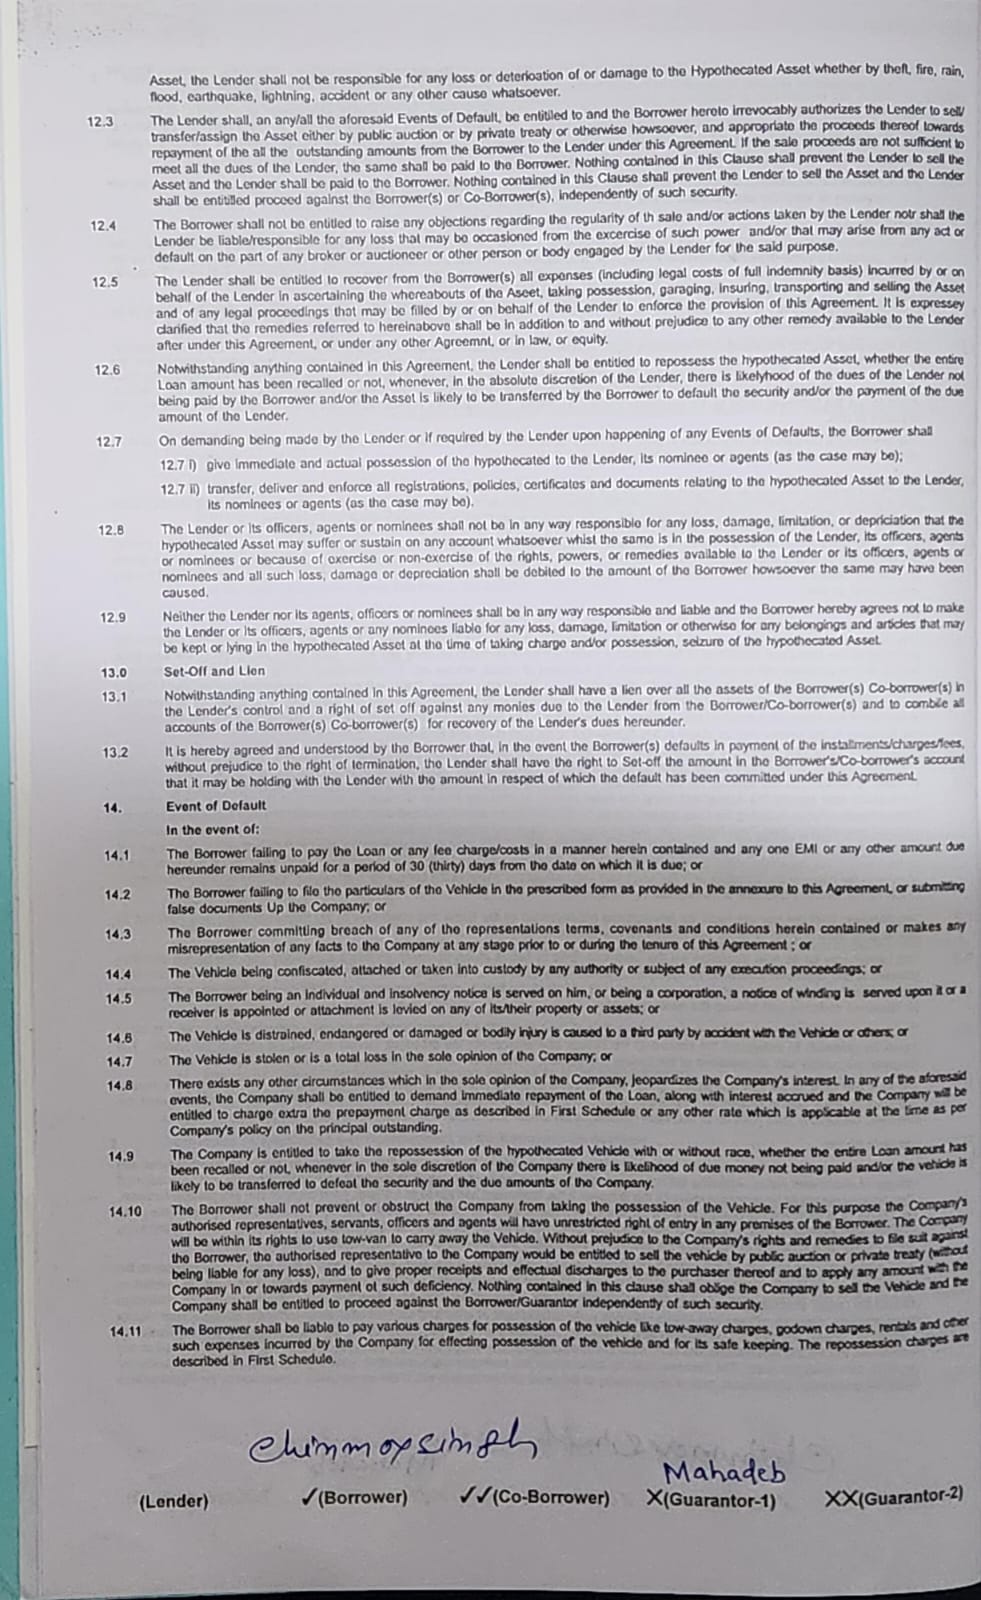 Asset, the Lender shall not be responsible for any loss or deterioation of or damage to the Hypothecated Asset whether by theft, fire, rain,
flood, earthquake, lightning, accident or any other cause whatsoever.
12.3 The Lender shall, an any/all the aforesaid Events of Default, be entitled to and the Borrower hereto irrevocably authorizes the Lender to sell/
transfer/assign the Asset either by public auction or by private treaty or otherwise howsoever, and appropriate the proceeds thereof towards
repayment of the all the outstanding amounts from the Borrower to the Lender under this Agreement. If the sale proceeds are not sufficient to
meet all the dues of the Lender, the same shall be paid to the Borrower. Nothing contained in this Clause shall prevent the Lender to sell the
Asset and the Lender shall be paid to the Borrower. Nothing contained in this Clause shall prevent the Lender to sell the Asset and the Lender
shall be entitled proceed against the Borrower(s) or Co-Borrower(s), independently of such security.
12.4 The Borrower shall not be entitled to raise any objections regarding the regularity of th sale and/or actions taken by the Lender notr shall the
Lender be liable/responsible for any loss that may be occasioned from the excercise of such power and/or that may arise from any act or
default on the part of any broker or auctioneer or other person or body engaged by the Lender for the said purpose.
12.5 The Lender shall be entitled to recover from the Borrower(s) all expenses (including legal costs of full indemnity basis) incurred by or on
behalf of the Lender in ascertaining the whereabouts of the Aseet, taking possession, garaging, insuring, transporting and selling the Asset
and of any legal proceedings that may be filled by or on behalf of the Lender to enforce the provision of this Agreement. It is expressey
clarified that the remedies referred to hereinabove shall be in addition to and without prejudice to any other remedy available to the Lender
after under this Agreement, or under any other Agreemnt, or in law, or equity.
12.6 Notwithstanding anything contained in this Agreement, the Lender shall be entitled to repossess the hypothecated Asset, whether the entire
Loan amount has been recalled or not, whenever, in the absolute discretion of the Lender, there is likelyhood of the dues of the Lender not
being paid by the Borrower and/or the Asset is likely to be transferred by the Borrower to default the security and/or the payment of the due
amount of the Lender.
12.7 On demanding being made by the Lender or if required by the Lender upon happening of any Events of Defaults, the Borrower shall
12.7 i) give immediate and actual possession of the hypothecated to the Lender, its nominee or agents (as the case may be);
12.7 ii) transfer, deliver and enforce all registrations, policies, certificates and documents relating to the hypothecated Asset to the Lender,
its nominees or agents (as the case may be).
12.8 The Lender or its officers, agents or nominees shall not be in any way responsible for any loss, damage, limitation, or depriciation that the
hypothecated Asset may suffer or sustain on any account whatsoever whist the same is in the possession of the Lender, its officers, agents
or nominees or because of exercise or non-exercise of the rights, powers, or remedies available to the Lender or its officers, agents or
nominees and all such loss, damage or depreciation shall be debited to the amount of the Borrower howsoever the same may have been
caused.
12.9 Neither the Lender nor its agents, officers or nominees shall be in any way responsible and liable and the Borrower hereby agrees not to make
the Lender or its officers, agents or any nominees liable for any loss, damage, limitation or otherwise for any belongings and articles that may
be kept or lying in the hypothecated Asset at the time of taking charge and/or possession, seizure of the hypothecated Asset.
13.0 Set-Off and Lien
13.1 Notwithstanding anything contained in this Agreement, the Lender shall have a lien over all the assets of the Borrower(s) Co-borrower(s) in
the Lender's control and a right of set off against any monies due to the Lender from the Borrower/Co-borrower(s) and to combile all
accounts of the Borrower(s) Co-borrower(s) for recovery of the Lender's dues hereunder.
13.2 It is hereby agreed and understood by the Borrower that, in the event the Borrower(s) defaults in payment of the installments/charges/fees,
without prejudice to the right of termination, the Lender shall have the right to Set-off the amount in the Borrower's/Co-borrower's account
that it may be holding with the Lender with the amount in respect of which the default has been committed under this Agreement.
14. Event of Default
In the event of:
14.1 The Borrower failing to pay the Loan or any fee charge/costs in a manner herein contained and any one EMI or any other amount due
hereunder remains unpaid for a period of 30 (thirty) days from the date on which it is due; or
14.2 The Borrower failing to file the particulars of the Vehicle in the prescribed form as provided in the annexure to this Agreement, or submitting
false documents Up the Company; or
14.3 The Borrower committing breach of any of the representations terms, covenants and conditions herein contained or makes any
misrepresentation of any facts to the Company at any stage prior to or during the tenure of this Agreement ; or
14.4 The Vehicle being confiscated, attached or taken into custody by any authority or subject of any execution proceedings; or
14.5 The Borrower being an individual and insolvency notice is served on him, or being a corporation, a notice of winding is served upon it or a
receiver is appointed or attachment is levied on any of its/their property or assets; or
14.6 The Vehicle is distrained, endangered or damaged or bodily injury is caused to a third party by accident with the Vehicle or others; or
14.7 The Vehicle is stolen or is a total loss in the sole opinion of the Company; or
14.8 There exists any other circumstances which in the sole opinion of the Company, jeopardizes the Company's interest. In any of the aforesaid
events, the Company shall be entitled to demand immediate repayment of the Loan, along with interest accrued and the Company will be
entitled to charge extra the prepayment charge as described in First Schedule or any other rate which is applicable at the time as per
Company's policy on the principal outstanding.
14.9 The Company is entitled to take the repossession of the hypothecated Vehicle with or without race, whether the entire Loan amount has
been recalled or not, whenever in the sole discretion of the Company there is likelihood of due money not being paid and/or the vehicle is
likely to be transferred to defeat the security and the due amounts of the Company.
14.10 The Borrower shall not prevent or obstruct the Company from taking the possession of the Vehicle. For this purpose the Company's
authorised representatives, servants, officers and agents will have unrestricted right of entry in any premises of the Borrower. The Company
will be within its rights to use tow-van to carry away the Vehicle. Without prejudice to the Company's rights and remedies to file suit against
the Borrower, the authorised representative to the Company would be entitled to sell the vehicle by public auction or private treaty (without
being liable for any loss), and to give proper receipts and effectual discharges to the purchaser thereof and to apply any amount with the
Company in or towards payment of such deficiency. Nothing contained in this clause shall oblige the Company to sell the Vehicle and the
Company shall be entitled to proceed against the Borrower/Guarantor independently of such security.
14.11 The Borrower shall be liable to pay various charges for possession of the vehicle like tow-away charges, godown charges, rentals and other
such expenses incurred by the Company for effecting possession of the vehicle and for its safe keeping. The repossession charges are
described in First Schedule.
Chinmoy singh
Mahadeb
(Lender) ✓(Borrower) ✓✓(Co-Borrower) X(Guarantor-1) XX(Guarantor-2)